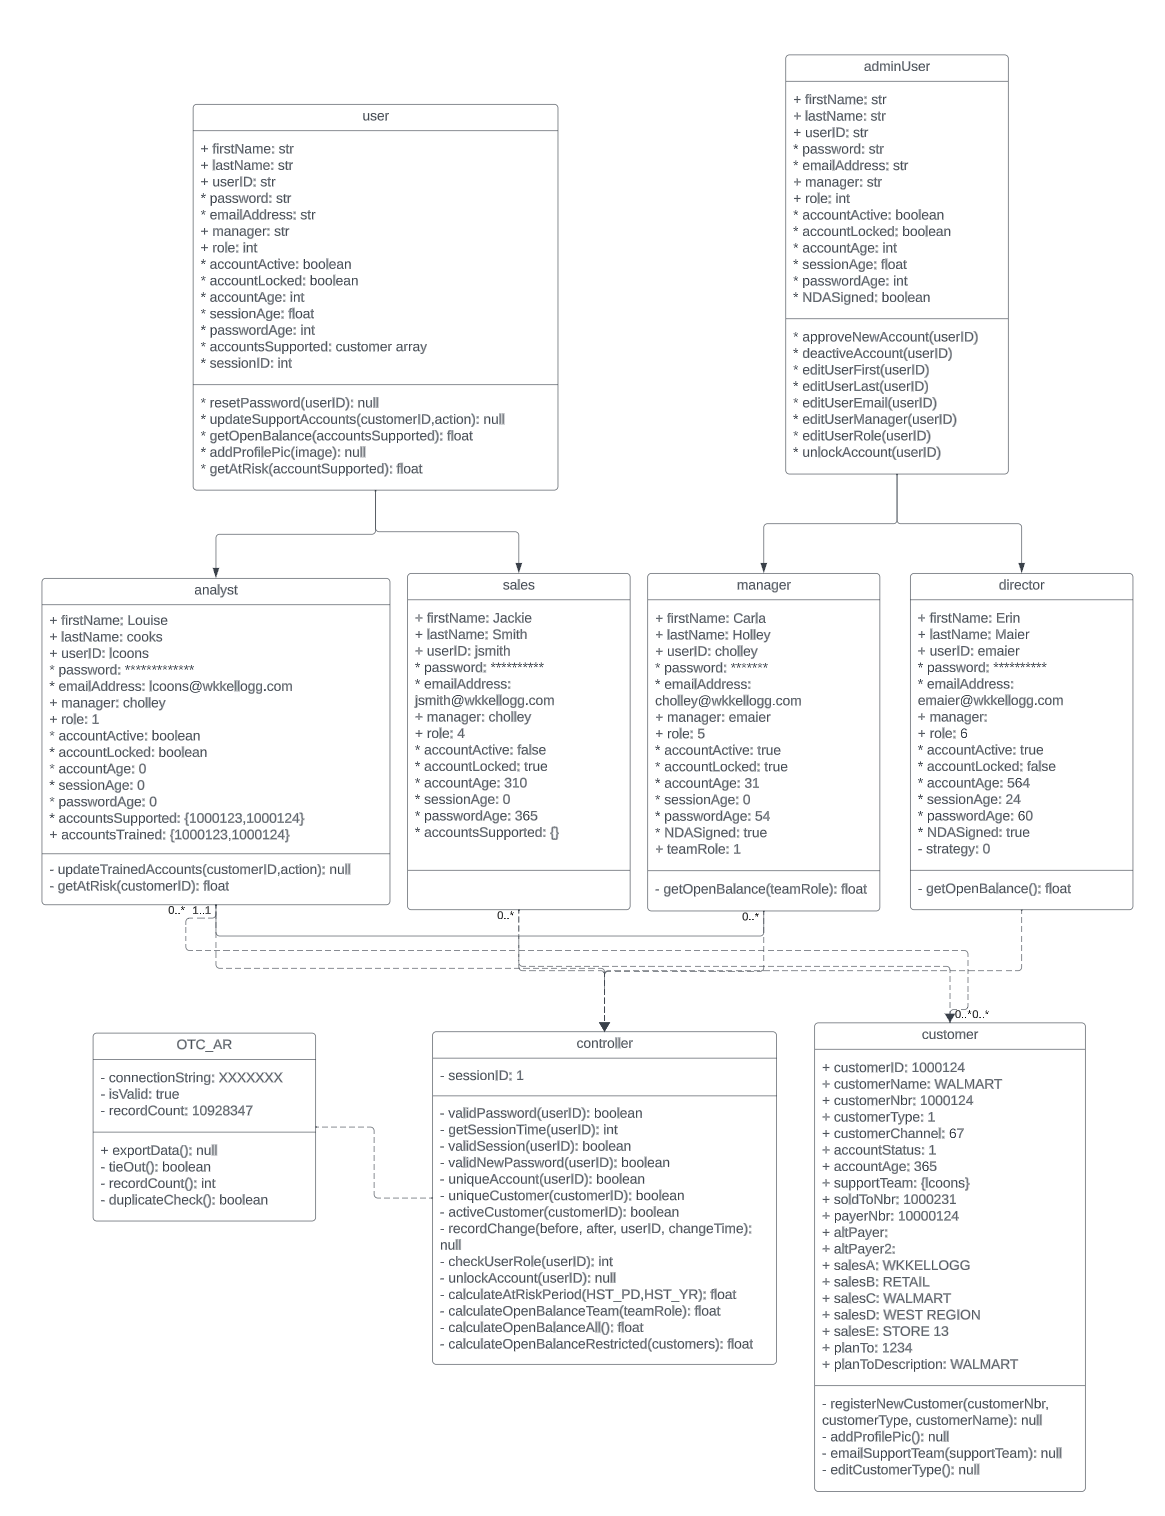 adminUser
+ firstName: str
+ lastName: str
+ userID: str
* password: str
* emailAddress: str
+ manager: str
+ role: int
* accountActive: boolean
* accountLocked: boolean
* accountAge: int
* sessionAge: float
* passwordAge: int
* NDASigned: boolean
* approveNewAccount(userID)
* deactiveAccount(userID)
* editUserFirst(userID)
* editUserLast(userID)
* editUserEmail(userID)
* editUserManager(userID)
* editUserRole(userID)
* unlockAccount(userID)
user
+ firstName: str
+ lastName: str
+ userID: str
* password: str
* emailAddress: str
+ manager: str
+ role: int
* accountActive: boolean
* accountLocked: boolean
* accountAge: int
* sessionAge: float
* passwordAge: int
* accountsSupported: customer array
* sessionID: int
* resetPassword(userID): null
* updateSupportAccounts(customerID,action): null
* getOpenBalance(accountsSupported): float
* addProfilePic(image): null
* getAtRisk(accountSupported): float
analyst
+ firstName: Louise
+ lastName: cooks
+ userID: lcoons
* password: *************
* emailAddress: lcoons@wkkellogg.com
+ manager: cholley
+ role: 1
* accountActive: boolean
* accountLocked: boolean
* accountAge: 0
* sessionAge: 0
* passwordAge: 0
* accountsSupported: {1000123,1000124}
+ accountsTrained: {1000123,1000124}
- updateTrainedAccounts(customerID,action): null
- getAtRisk(customerID): float
sales
+ firstName: Jackie
+ lastName: Smith
+ userID: jsmith
* password: **********
* emailAddress:
jsmith@wkkellogg.com
+ manager: cholley
+ role: 4
* accountActive: false
* accountLocked: true
* accountAge: 310
* sessionAge: 0
* passwordAge: 365
* accountsSupported: {}
manager
+ firstName: Carla
+ lastName: Holley
+ userID: cholley
* password: *******
* emailAddress:
cholley@wkkellogg.com
+ manager: emaier
+ role: 5
* accountActive: true
* accountLocked: true
* accountAge: 31
* sessionAge: 0
* passwordAge: 54
* NDASigned: true
+ teamRole: 1
- getOpenBalance(teamRole): float
director
+ firstName: Erin
+ lastName: Maier
+ userID: emaier
* password: **********
* emailAddress:
emaier@wkkellogg.com
+ manager:
+ role: 6
* accountActive: true
* accountLocked: false
* accountAge: 564
* sessionAge: 24
* passwordAge: 60
* NDASigned: true
- strategy: 0
- getOpenBalance(): float
0..* 1..1
0..*
0..*
0..*0..*
OTC_AR
- connectionString: XXXXXXX
- isValid: true
- recordCount: 10928347
+ exportData(): null
- tieOut(): boolean
- recordCount(): int
- duplicateCheck(): boolean
controller
- sessionID: 1
- validPassword(userID): boolean
- getSessionTime(userID): int
- validSession(userID): boolean
- validNewPassword(userID): boolean
- uniqueAccount(userID): boolean
- uniqueCustomer(customerID): boolean
- activeCustomer(customerID): boolean
- recordChange(before, after, userID, changeTime):
null
- checkUserRole(userID): int
- unlockAccount(userID): null
- calculateAtRiskPeriod(HST_PD,HST_YR): float
- calculateOpenBalanceTeam(teamRole): float
- calculateOpenBalanceAll(): float
- calculateOpenBalanceRestricted(customers): float
customer
+ customerID: 1000124
+ customerName: WALMART
+ customerNbr: 1000124
+ customerType: 1
+ customerChannel: 67
+ accountStatus: 1
+ accountAge: 365
+ supportTeam: {lcoons}
+ soldToNbr: 1000231
+ payerNbr: 10000124
+ altPayer:
+ altPayer2:
+ salesA: WKKELLOGG
+ salesB: RETAIL
+ salesC: WALMART
+ salesD: WEST REGION
+ salesE: STORE 13
+ planTo: 1234
+ planToDescription: WALMART
- registerNewCustomer(customerNbr,
customerType, customerName): null
- addProfilePic(): null
- emailSupportTeam(supportTeam): null
- editCustomerType(): null